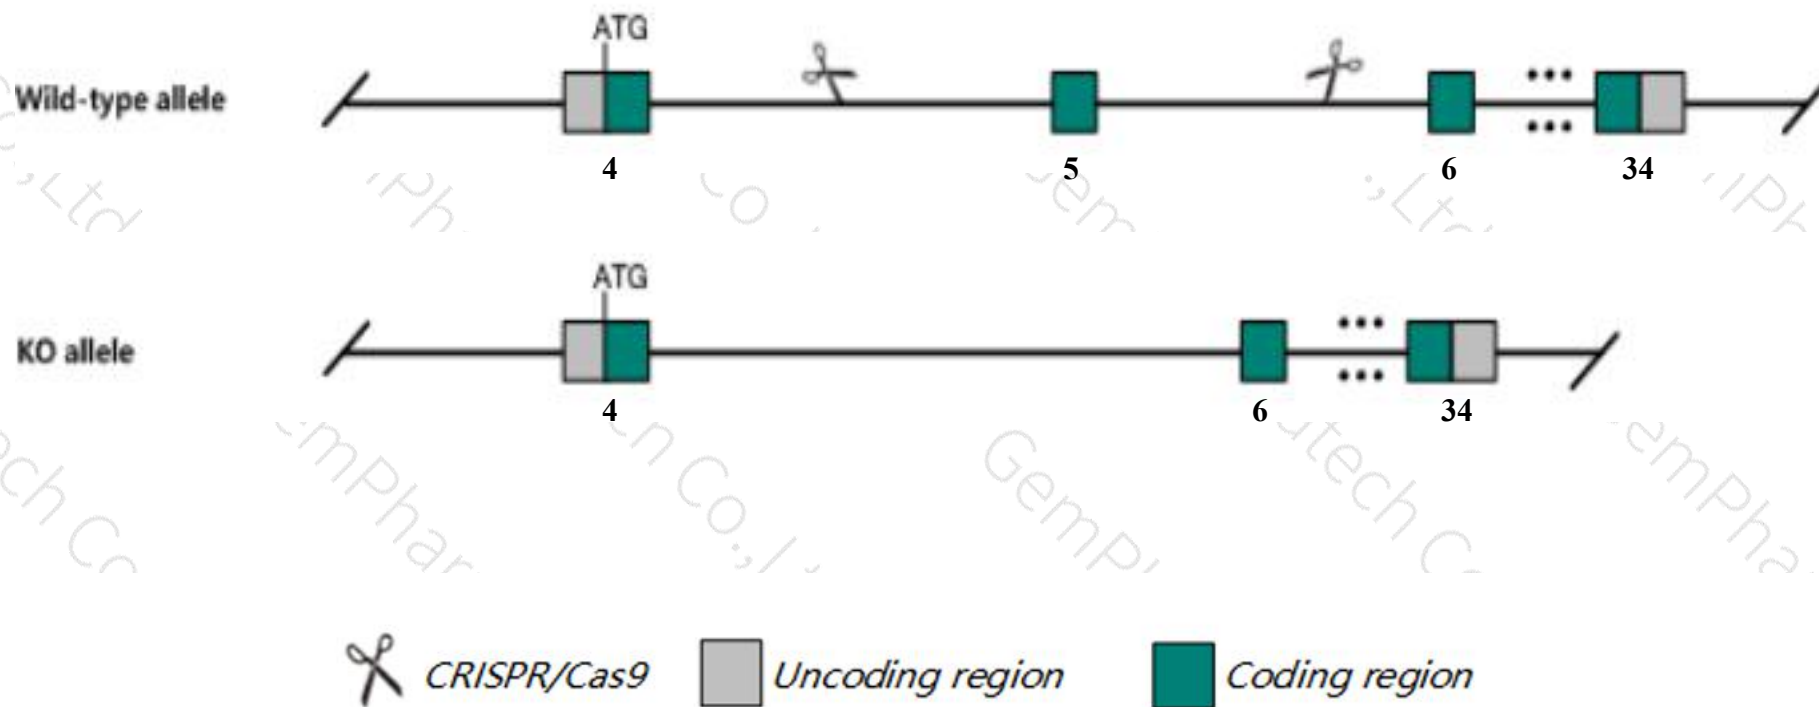 ATG
Wild-type allele
4 5 6 34
ATG
KO allele
4 6 34
CRISPR/Cas9 Uncoding region Coding region
GemPh